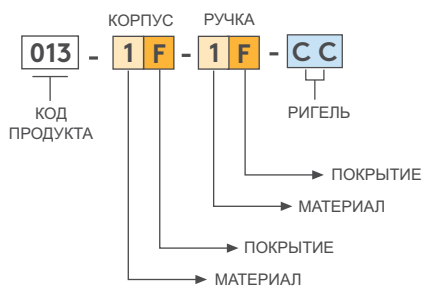 КОРПУС РУЧКА
013 - 1 F - 1 F - C C
КОД
ПРОДУКТА
РИГЕЛЬ
ПОКРЫТИЕ
МАТЕРИАЛ
ПОКРЫТИЕ
МАТЕРИАЛ